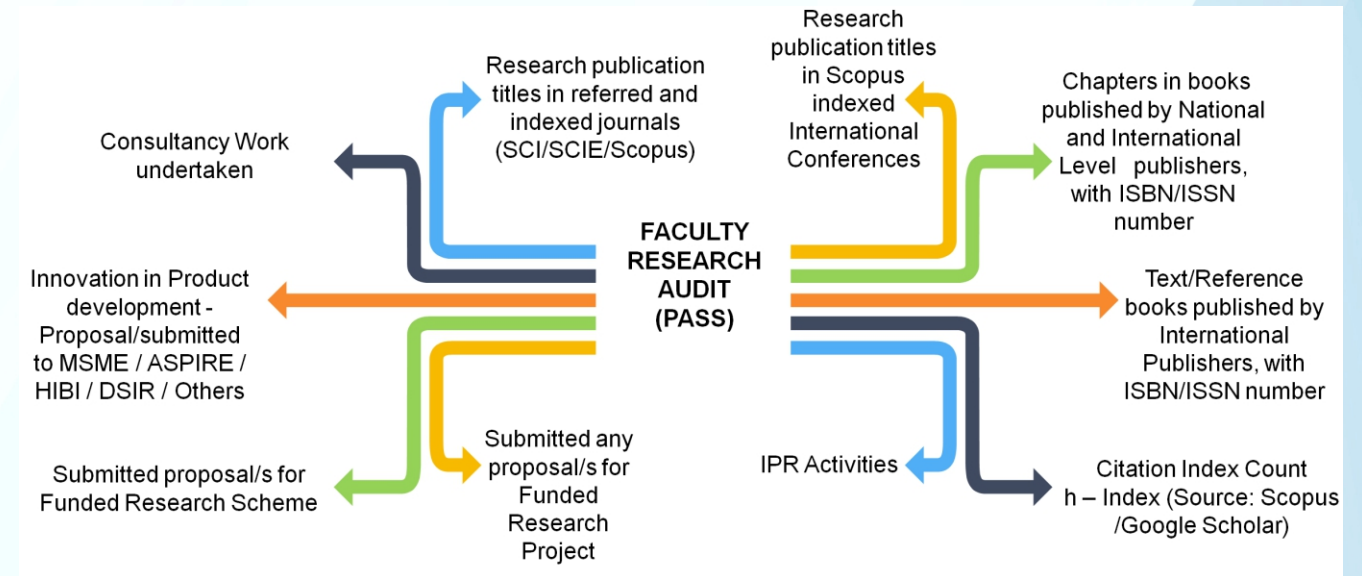 Research publication
titles in referred and
indexed journals
(SCI/SCIE/Scopus)
Research
publication titles
in Scopus
indexed
International
Conferences
Consultancy Work
undertaken
Chapters in books
published by National
and International
Level publishers,
with ISBN/ISSN
number
FACULTY
RESEARCH
AUDIT
(PASS)
Innovation in Product
development -
Proposal/submitted
to MSME / ASPIRE /
HIBI / DSIR / Others
Text/Reference
books published by
International
Publishers, with
ISBN/ISSN number
Submitted proposal/s for
Funded Research Scheme
Submitted any
proposal/s for
Funded
Research
Project
IPR Activities
Citation Index Count
h – Index (Source: Scopus
/Google Scholar)